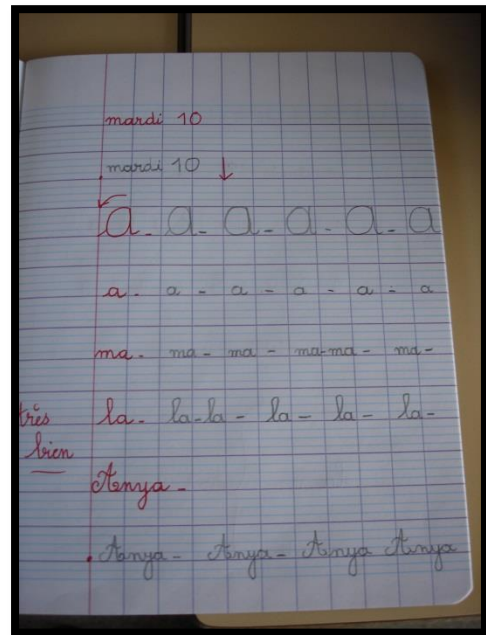 mardi 10
mardi 10
a - a - a - a - a - a
a - a - a - a - a - a
ma - ma - ma - ma-ma - ma -
très la - la-la - la - la - la -
bien
Anya -
Anya - Anya - Anya Anya